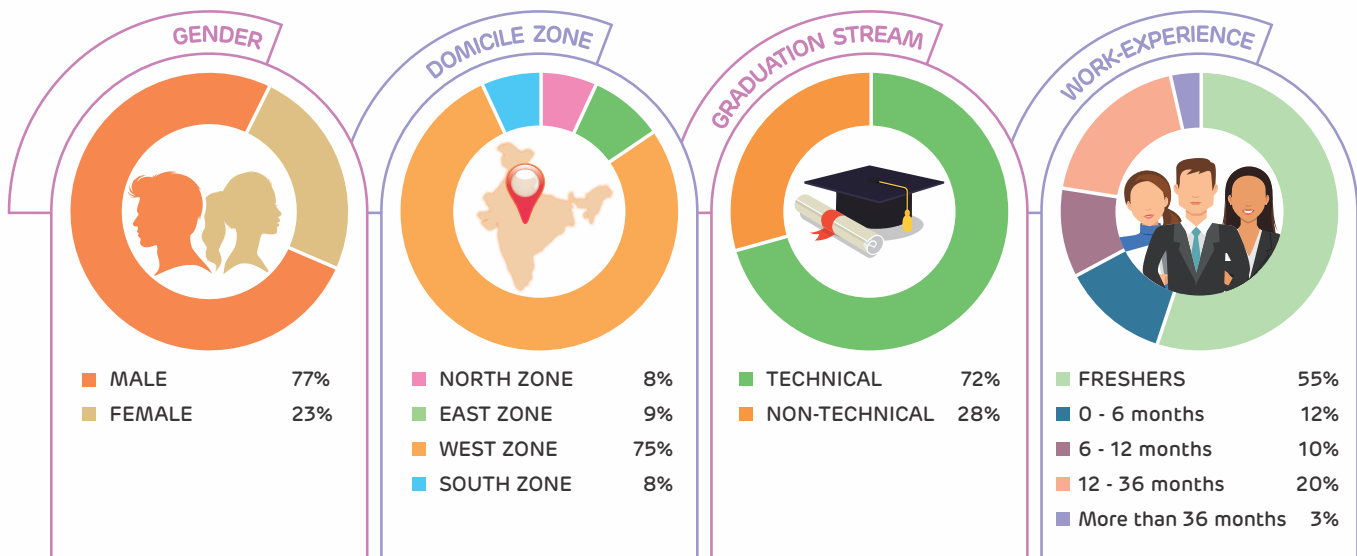 GENDER
MALE 77%
FEMALE 23%
DOMICILE ZONE
NORTH ZONE 8%
EAST ZONE 9%
WEST ZONE 75%
SOUTH ZONE 8%
GRADUATION STREAM
TECHNICAL 72%
NON-TECHNICAL 28%
WORK-EXPERIENCE
FRESHERS 55%
0 - 6 months 12%
6 - 12 months 10%
12 - 36 months 20%
More than 36 months 3%